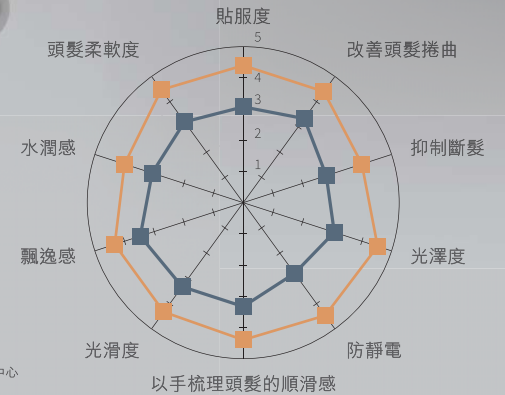 貼服度
5
頭髮柔軟度
改善頭髮捲曲
4
3
2
水潤感
抑制斷髮
1
飄逸感
光澤度
光滑度
防靜電
中心
以手梳理頭髮的順滑感